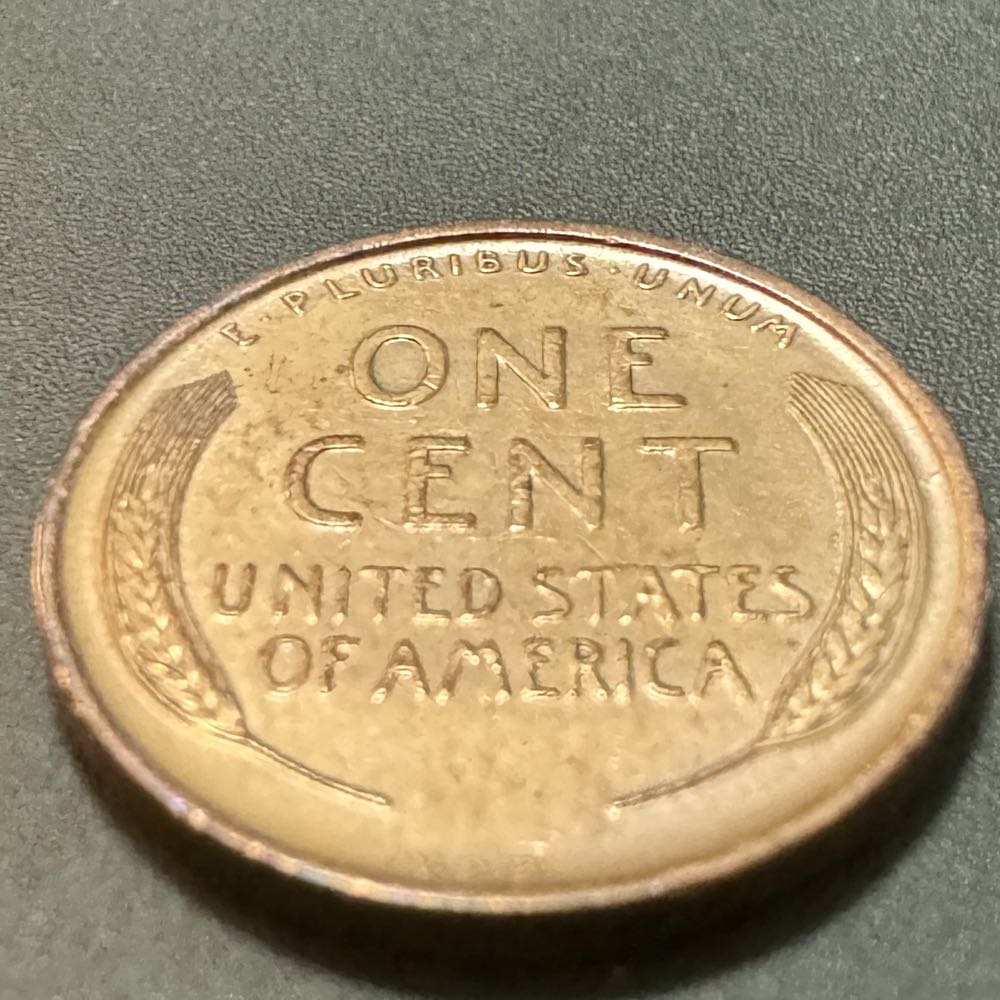 E · PLURIBUS · UNUM
ONE
CENT
UNITED STATES
OF AMERICA